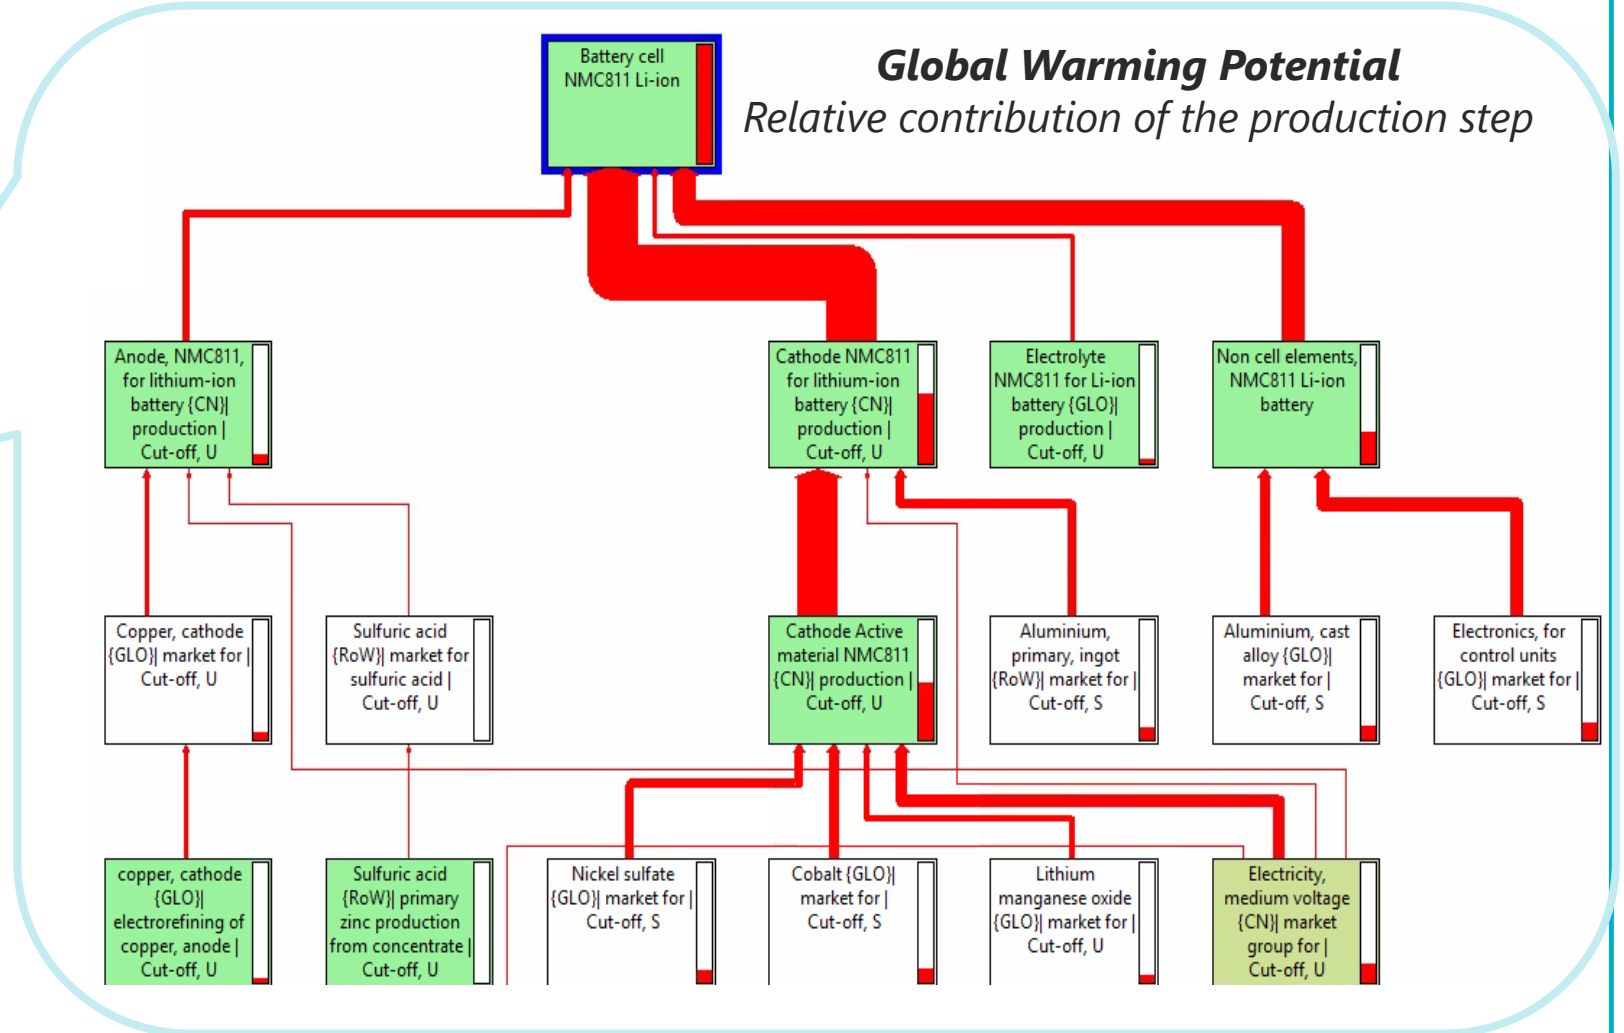 Global Warming Potential
Relative contribution of the production step
Battery cell
NMC811 Li-ion
Anode, NMC811,
for lithium-ion
battery {CN}|
production |
Cut-off, U
Cathode NMC811
for lithium-ion
battery {CN}|
production |
Cut-off, U
Electrolyte
NMC811 for Li-ion
battery {GLO}|
production |
Cut-off, U
Non cell elements,
NMC811 Li-ion
battery
Copper, cathode
{GLO}| market for |
Cut-off, U
Sulfuric acid
{RoW}| market for
sulfuric acid |
Cut-off, U
Cathode Active
material NMC811
{CN}| production |
Cut-off, U
Aluminium,
primary, ingot
{RoW}| market for |
Cut-off, S
Aluminium, cast
alloy {GLO}|
market for |
Cut-off, S
Electronics, for
control units
{GLO}| market for |
Cut-off, S
copper, cathode
{GLO}|
electrorefining of
copper, anode |
Cut-off, U
Sulfuric acid
{RoW}| primary
zinc production
from concentrate |
Cut-off, U
Nickel sulfate
{GLO}| market for |
Cut-off, S
Cobalt {GLO}|
market for |
Cut-off, S
Lithium
manganese oxide
{GLO}| market for |
Cut-off, U
Electricity,
medium voltage
{CN}| market
group for |
Cut-off, U